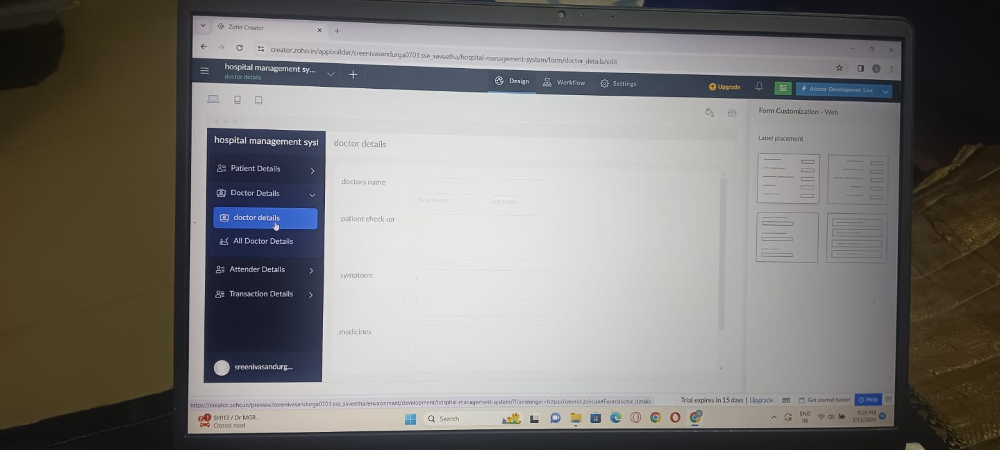 Zoho Creator
creator.zoho.in/appbuilder/sreenivasandurga0701.sse_saveetha/hospital-management-system/form/doctor_details/edit
hospital management sy...
doctor details
Design
Workflow
Settings
Upgrade
Access Development Live
Form Customization - Web
Label placement
hospital management syst
Patient Details
Doctor Details
doctor details
All Doctor Details
Attender Details
Transaction Details
sreenivasandurg...
doctor details
doctors name
First Name
Last Name
patient check up
symptoms
medicines
https://creator.zoho.in/preview/sreenivasandurga0701.sse_saveetha/environment/development/hospital-management-system/?frameorigin=https://creator.zoho.in#Form:doctor_details
Trial expires in 15 days | Upgrade
Get started faster!
Help
SH113 / Dr MGR...
Closed road
Search
ENG
IN
9:29 PM
3/13/2024